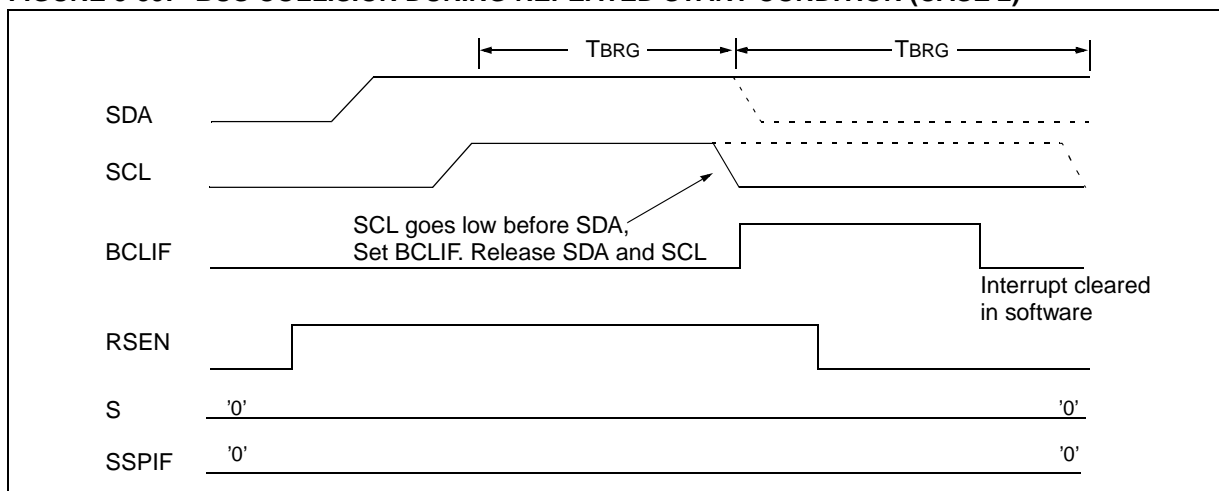 TBRG TBRG
SDA
SCL
SCL goes low before SDA,
Set BCLIF. Release SDA and SCL
BCLIF
Interrupt cleared
in software
RSEN
S '0' '0'
SSPIF '0' '0'